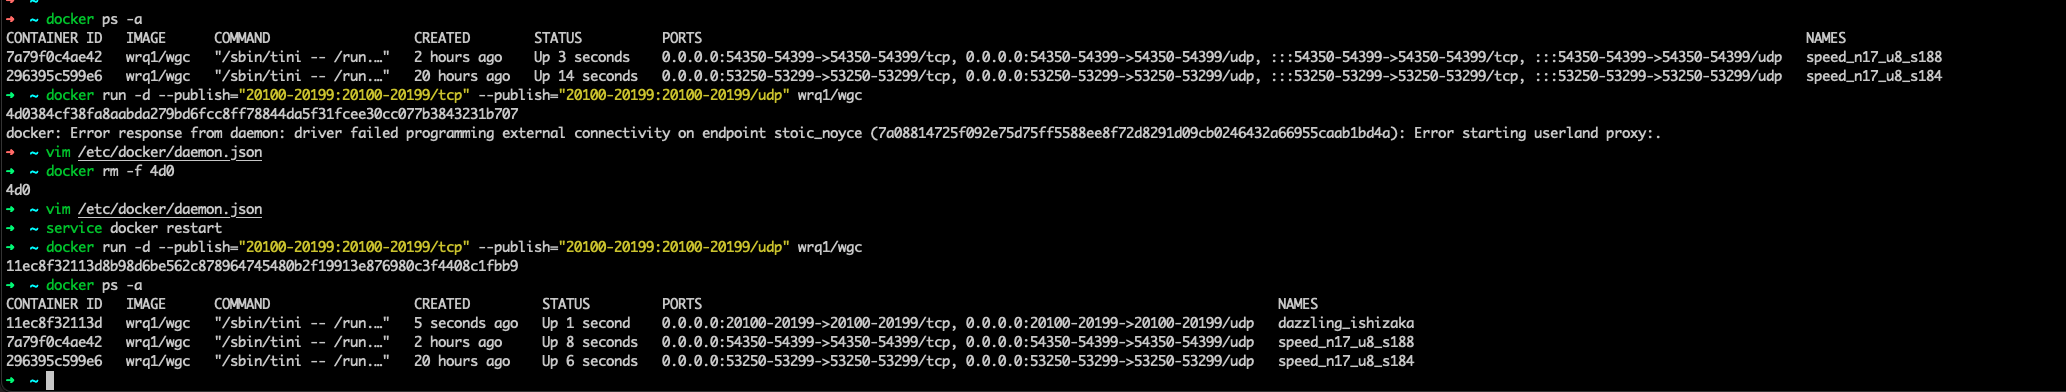 → ~
→ ~ docker ps -a
CONTAINER ID IMAGE COMMAND CREATED STATUS PORTS NAMES
7a79f0c4ae42 wrq1/wgc "/sbin/tini -- /run.…" 2 hours ago Up 3 seconds 0.0.0.0:54350-54399->54350-54399/tcp, 0.0.0.0:54350-54399->54350-54399/udp, :::54350-54399->54350-54399/tcp, :::54350-54399->54350-54399/udp speed_n17_u8_s188
296395c599e6 wrq1/wgc "/sbin/tini -- /run.…" 20 hours ago Up 14 seconds 0.0.0.0:53250-53299->53250-53299/tcp, 0.0.0.0:53250-53299->53250-53299/udp, :::53250-53299->53250-53299/tcp, :::53250-53299->53250-53299/udp speed_n17_u8_s184
→ ~ docker run -d --publish="20100-20199:20100-20199/tcp" --publish="20100-20199:20100-20199/udp" wrq1/wgc
4d0384cf38fa8aabda279bd6fcc8ff78844da5f31fcee30cc077b3843231b707
docker: Error response from daemon: driver failed programming external connectivity on endpoint stoic_noyce (7a08814725f092e75d75ff5588ee8f72d8291d09cb0246432a66955caab1bd4a): Error starting userland proxy:.
→ ~ vim /etc/docker/daemon.json
→ ~ docker rm -f 4d0
4d0
→ ~ vim /etc/docker/daemon.json
→ ~ service docker restart
→ ~ docker run -d --publish="20100-20199:20100-20199/tcp" --publish="20100-20199:20100-20199/udp" wrq1/wgc
11ec8f32113d8b98d6be562c878964745480b2f19913e876980c3f4408c1fbb9
→ ~ docker ps -a
CONTAINER ID IMAGE COMMAND CREATED STATUS PORTS NAMES
11ec8f32113d wrq1/wgc "/sbin/tini -- /run.…" 5 seconds ago Up 1 second 0.0.0.0:20100-20199->20100-20199/tcp, 0.0.0.0:20100-20199->20100-20199/udp dazzling_ishizaka
7a79f0c4ae42 wrq1/wgc "/sbin/tini -- /run.…" 2 hours ago Up 8 seconds 0.0.0.0:54350-54399->54350-54399/tcp, 0.0.0.0:54350-54399->54350-54399/udp speed_n17_u8_s188
296395c599e6 wrq1/wgc "/sbin/tini -- /run.…" 20 hours ago Up 6 seconds 0.0.0.0:53250-53299->53250-53299/tcp, 0.0.0.0:53250-53299->53250-53299/udp speed_n17_u8_s184
→ ~